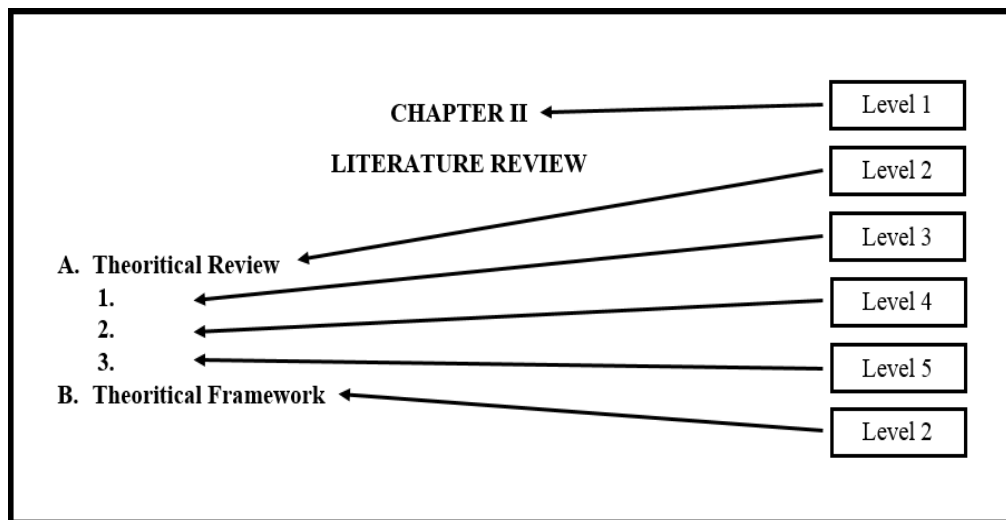 CHAPTER II
Level 1
LITERATURE REVIEW
Level 2
Level 3
A. Theoritical Review
1.
Level 4
2.
3.
Level 5
B. Theoritical Framework
Level 2